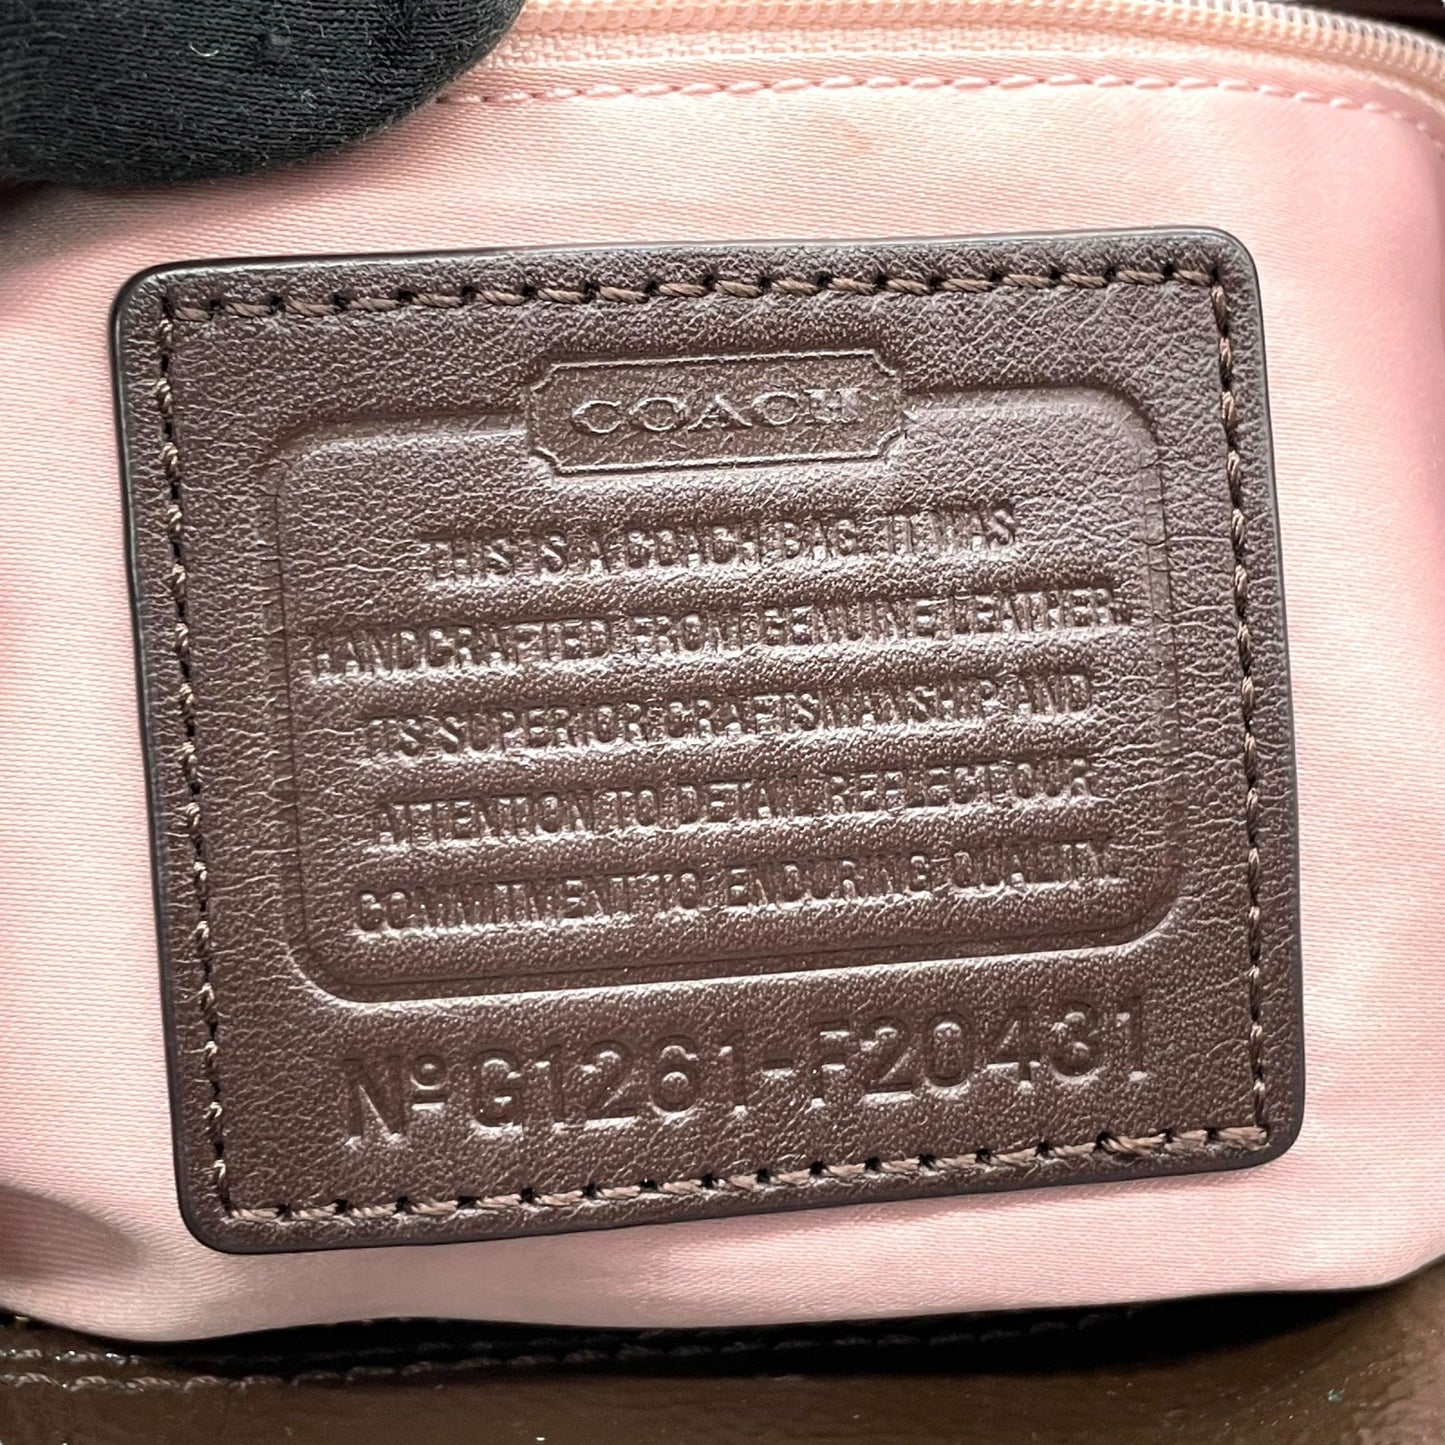 COACH
THIS IS A COACH BAG. IT WAS
HANDCRAFTED FROM GENUINE LEATHER.
ITS SUPERIOR CRAFTSMANSHIP AND
ATTENTION TO DETAIL REFLECT OUR
COMMITMENT TO ENDURING QUALITY.
Nº G1261-F20431